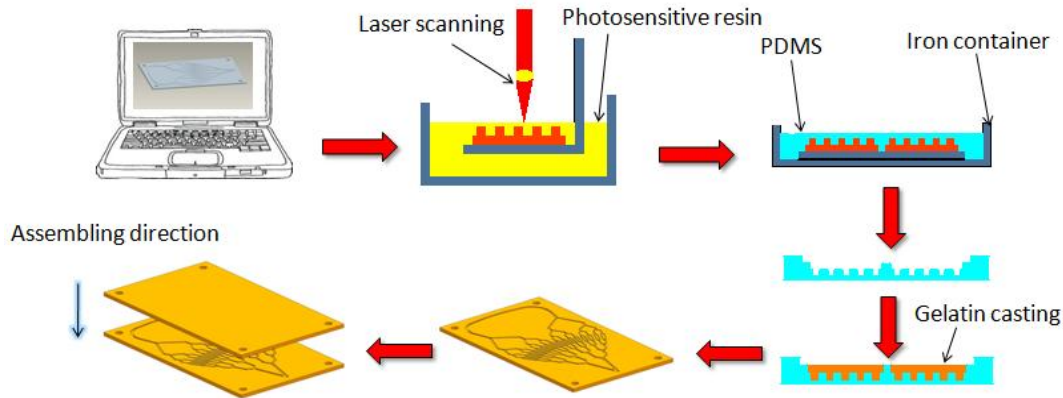 Laser scanning
Photosensitive resin
PDMS
Iron container
Assembling direction
Gelatin casting